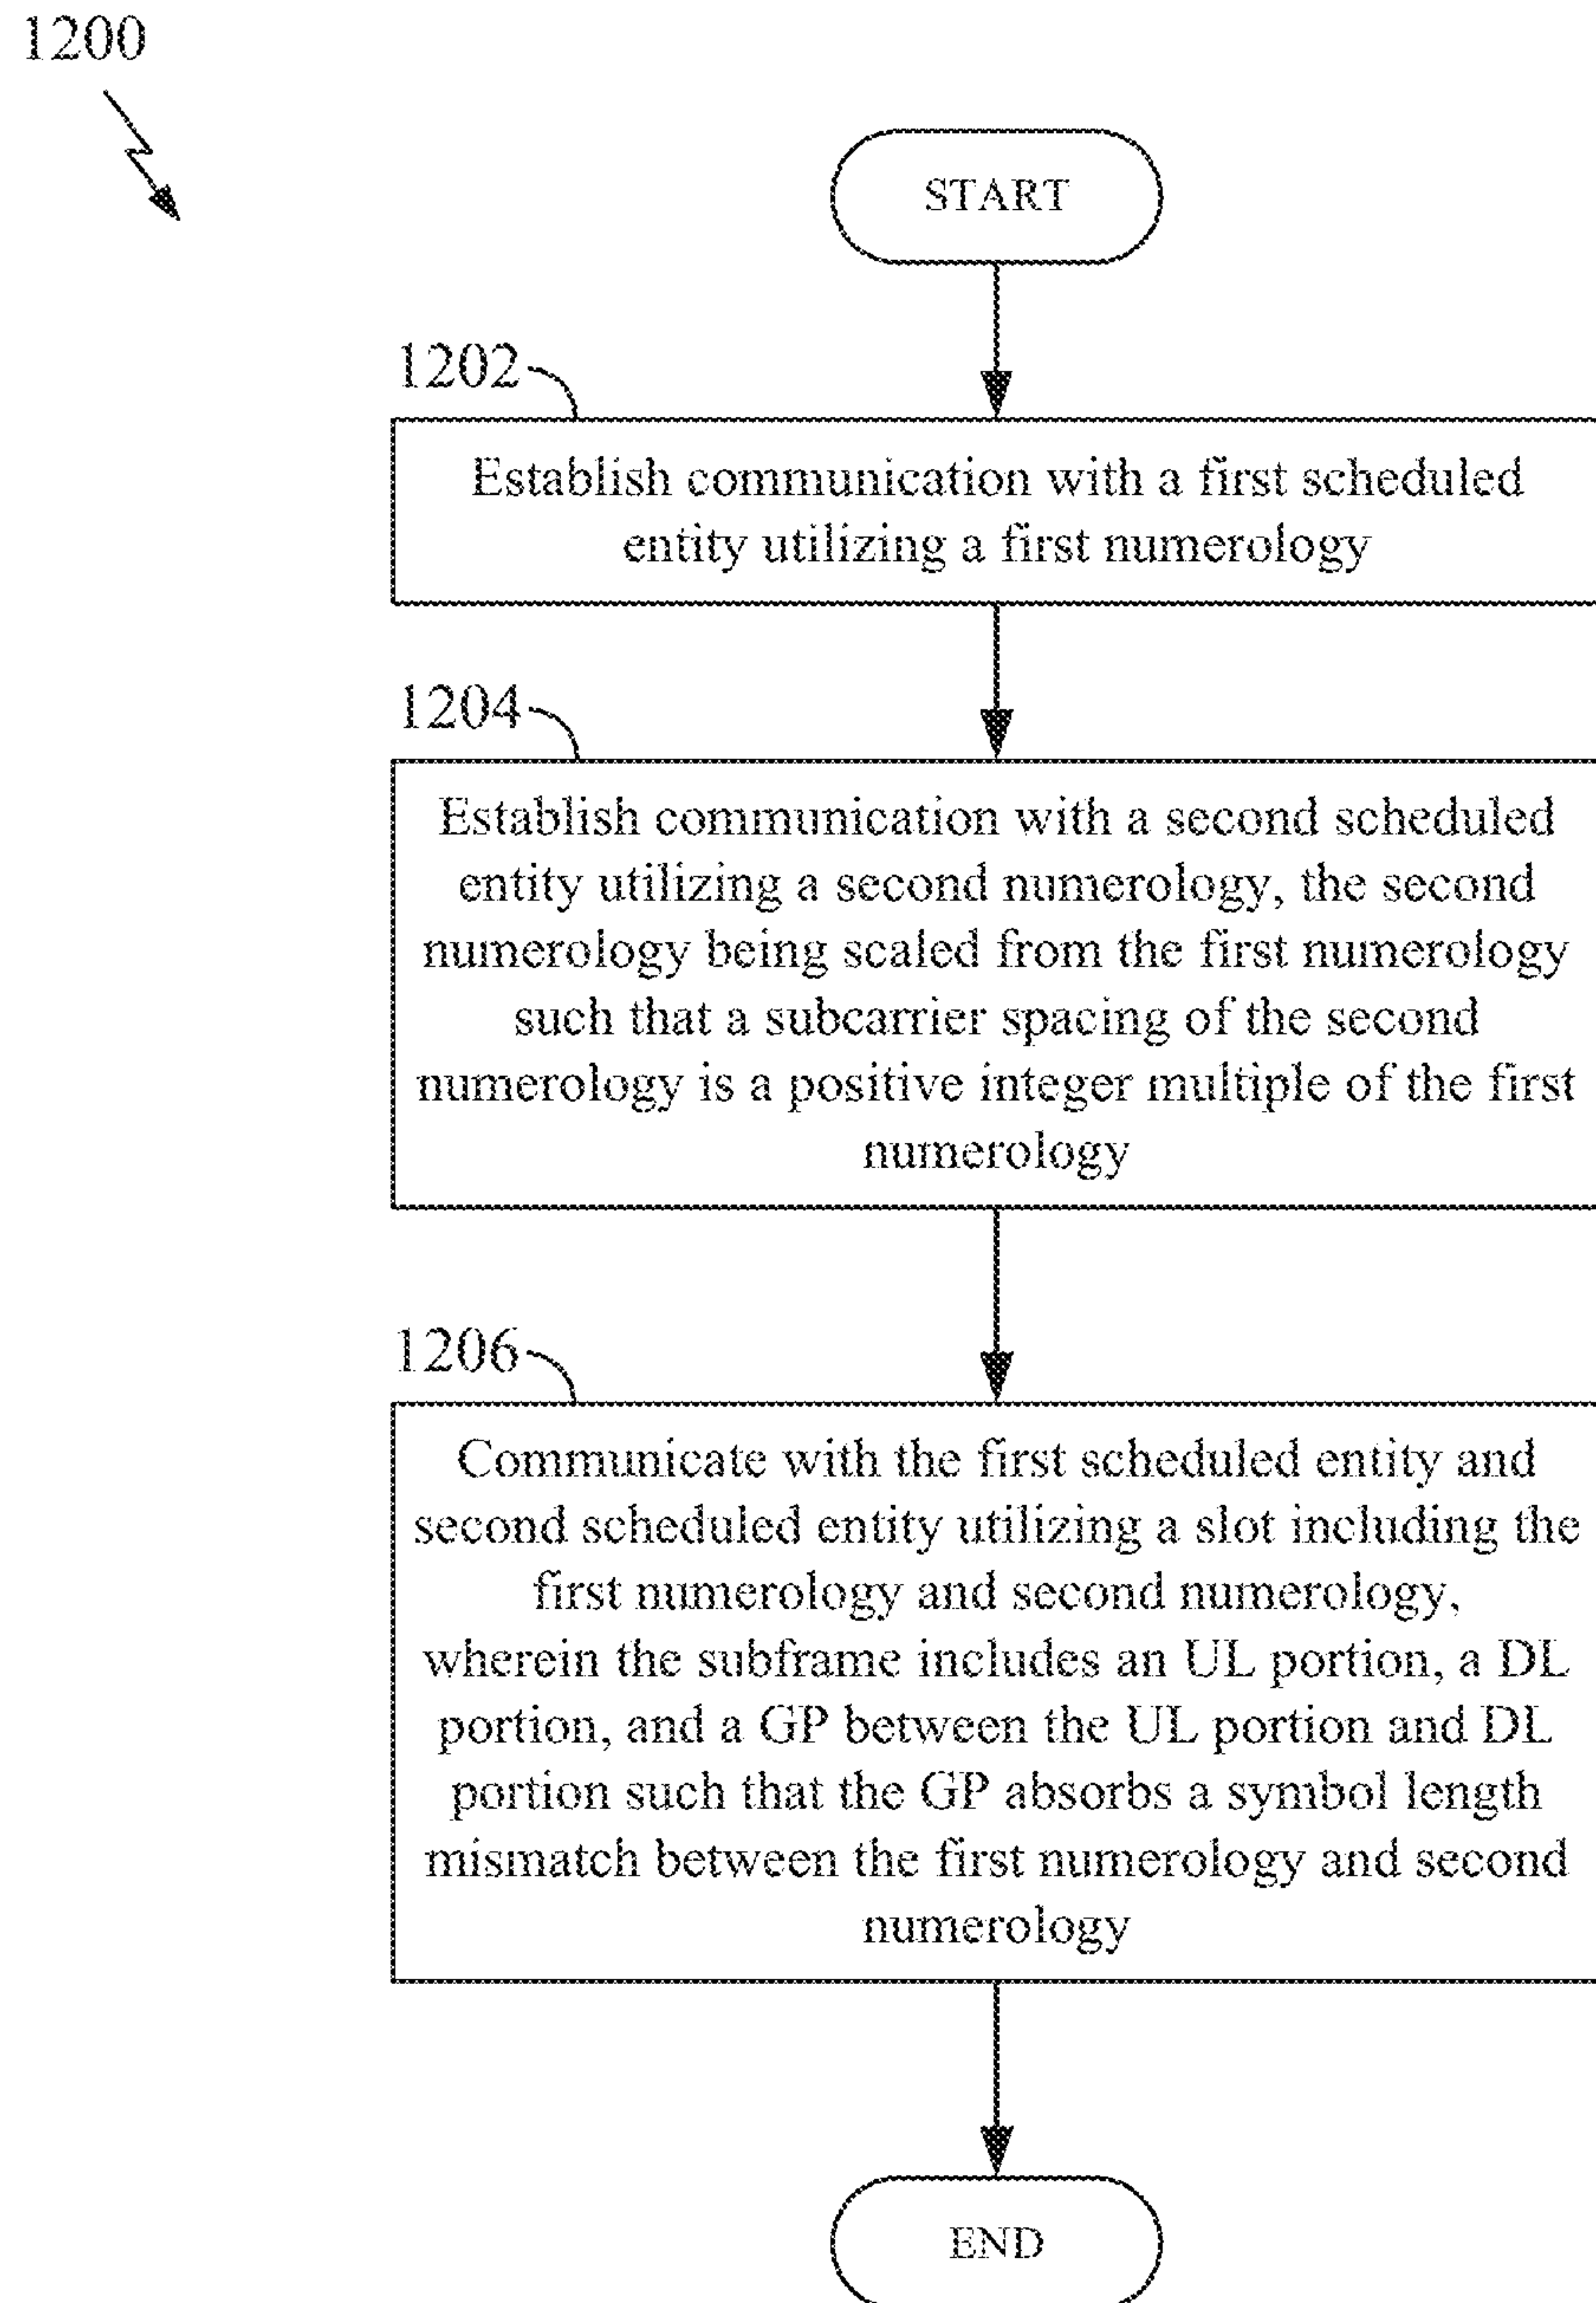 1200
START
1202
Establish communication with a first scheduled
entity utilizing a first numerology
1204
Establish communication with a second scheduled
entity utilizing a second numerology, the second
numerology being scaled from the first numerology
such that a subcarrier spacing of the second
numerology is a positive integer multiple of the first
numerology
1206
Communicate with the first scheduled entity and
second scheduled entity utilizing a slot including the
first numerology and second numerology,
wherein the subframe includes an UL portion, a DL
portion, and a GP between the UL portion and DL
portion such that the GP absorbs a symbol length
mismatch between the first numerology and second
numerology
END